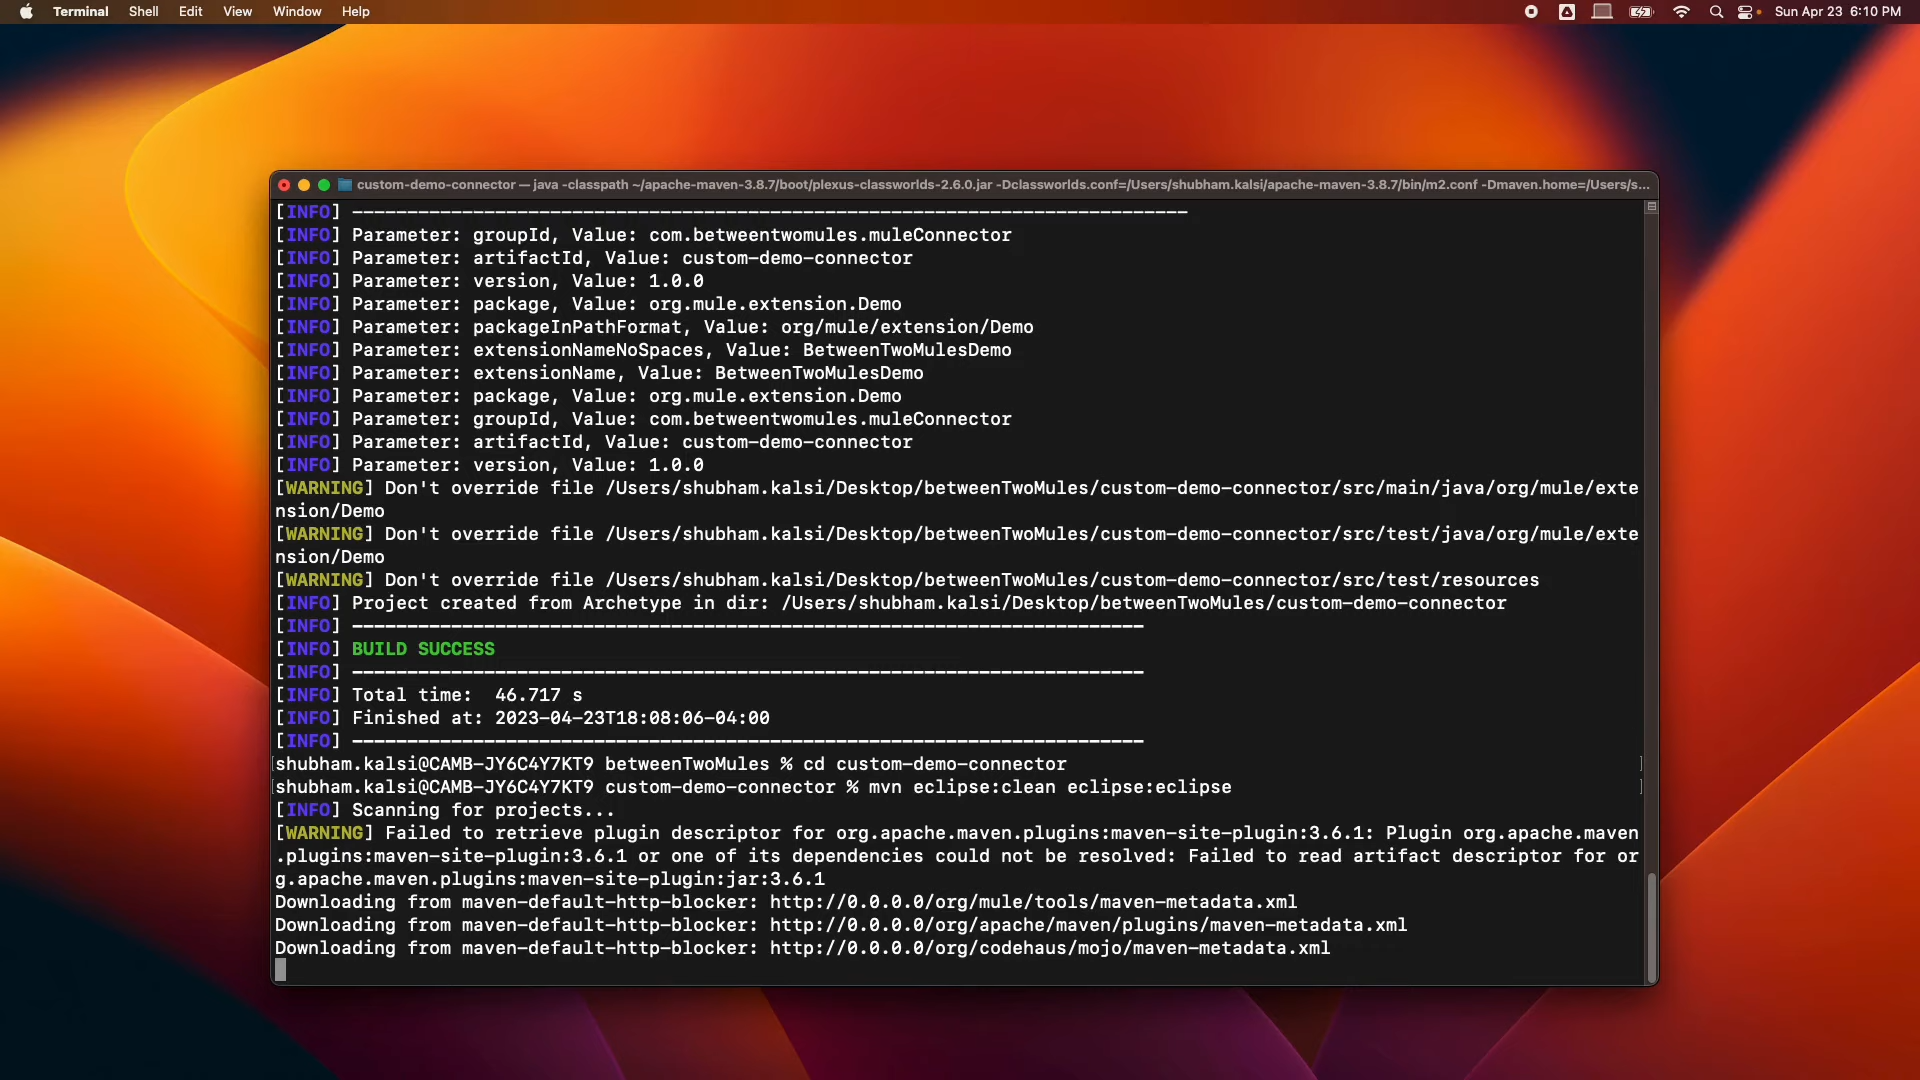 Terminal Shell Edit View Window Help Sun Apr 23 6:10 PM
custom-demo-connector — java -classpath ~/apache-maven-3.8.7/boot/plexus-classworlds-2.6.0.jar -Dclassworlds.conf=/Users/shubham.kalsi/apache-maven-3.8.7/bin/m2.conf -Dmaven.home=/Users/s...
[INFO] ----------------------------------------------------------------------------
[INFO] Parameter: groupId, Value: com.betweentwomules.muleConnector
[INFO] Parameter: artifactId, Value: custom-demo-connector
[INFO] Parameter: version, Value: 1.0.0
[INFO] Parameter: package, Value: org.mule.extension.Demo
[INFO] Parameter: packageInPathFormat, Value: org/mule/extension/Demo
[INFO] Parameter: extensionNameNoSpaces, Value: BetweenTwoMulesDemo
[INFO] Parameter: extensionName, Value: BetweenTwoMulesDemo
[INFO] Parameter: package, Value: org.mule.extension.Demo
[INFO] Parameter: groupId, Value: com.betweentwomules.muleConnector
[INFO] Parameter: artifactId, Value: custom-demo-connector
[INFO] Parameter: version, Value: 1.0.0
[WARNING] Don't override file /Users/shubham.kalsi/Desktop/betweenTwoMules/custom-demo-connector/src/main/java/org/mule/exte
nsion/Demo
[WARNING] Don't override file /Users/shubham.kalsi/Desktop/betweenTwoMules/custom-demo-connector/src/test/java/org/mule/exte
nsion/Demo
[WARNING] Don't override file /Users/shubham.kalsi/Desktop/betweenTwoMules/custom-demo-connector/src/test/resources
[INFO] Project created from Archetype in dir: /Users/shubham.kalsi/Desktop/betweenTwoMules/custom-demo-connector
[INFO] ------------------------------------------------------------------------
[INFO] BUILD SUCCESS
[INFO] ------------------------------------------------------------------------
[INFO] Total time:  46.717 s
[INFO] Finished at: 2023-04-23T18:08:06-04:00
[INFO] ------------------------------------------------------------------------
[shubham.kalsi@CAMB-JY6C4Y7KT9 betweenTwoMules % cd custom-demo-connector ]
[shubham.kalsi@CAMB-JY6C4Y7KT9 custom-demo-connector % mvn eclipse:clean eclipse:eclipse ]
[INFO] Scanning for projects...
[WARNING] Failed to retrieve plugin descriptor for org.apache.maven.plugins:maven-site-plugin:3.6.1: Plugin org.apache.maven
.plugins:maven-site-plugin:3.6.1 or one of its dependencies could not be resolved: Failed to read artifact descriptor for or
g.apache.maven.plugins:maven-site-plugin:jar:3.6.1
Downloading from maven-default-http-blocker: http://0.0.0.0/org/mule/tools/maven-metadata.xml
Downloading from maven-default-http-blocker: http://0.0.0.0/org/apache/maven/plugins/maven-metadata.xml
Downloading from maven-default-http-blocker: http://0.0.0.0/org/codehaus/mojo/maven-metadata.xml